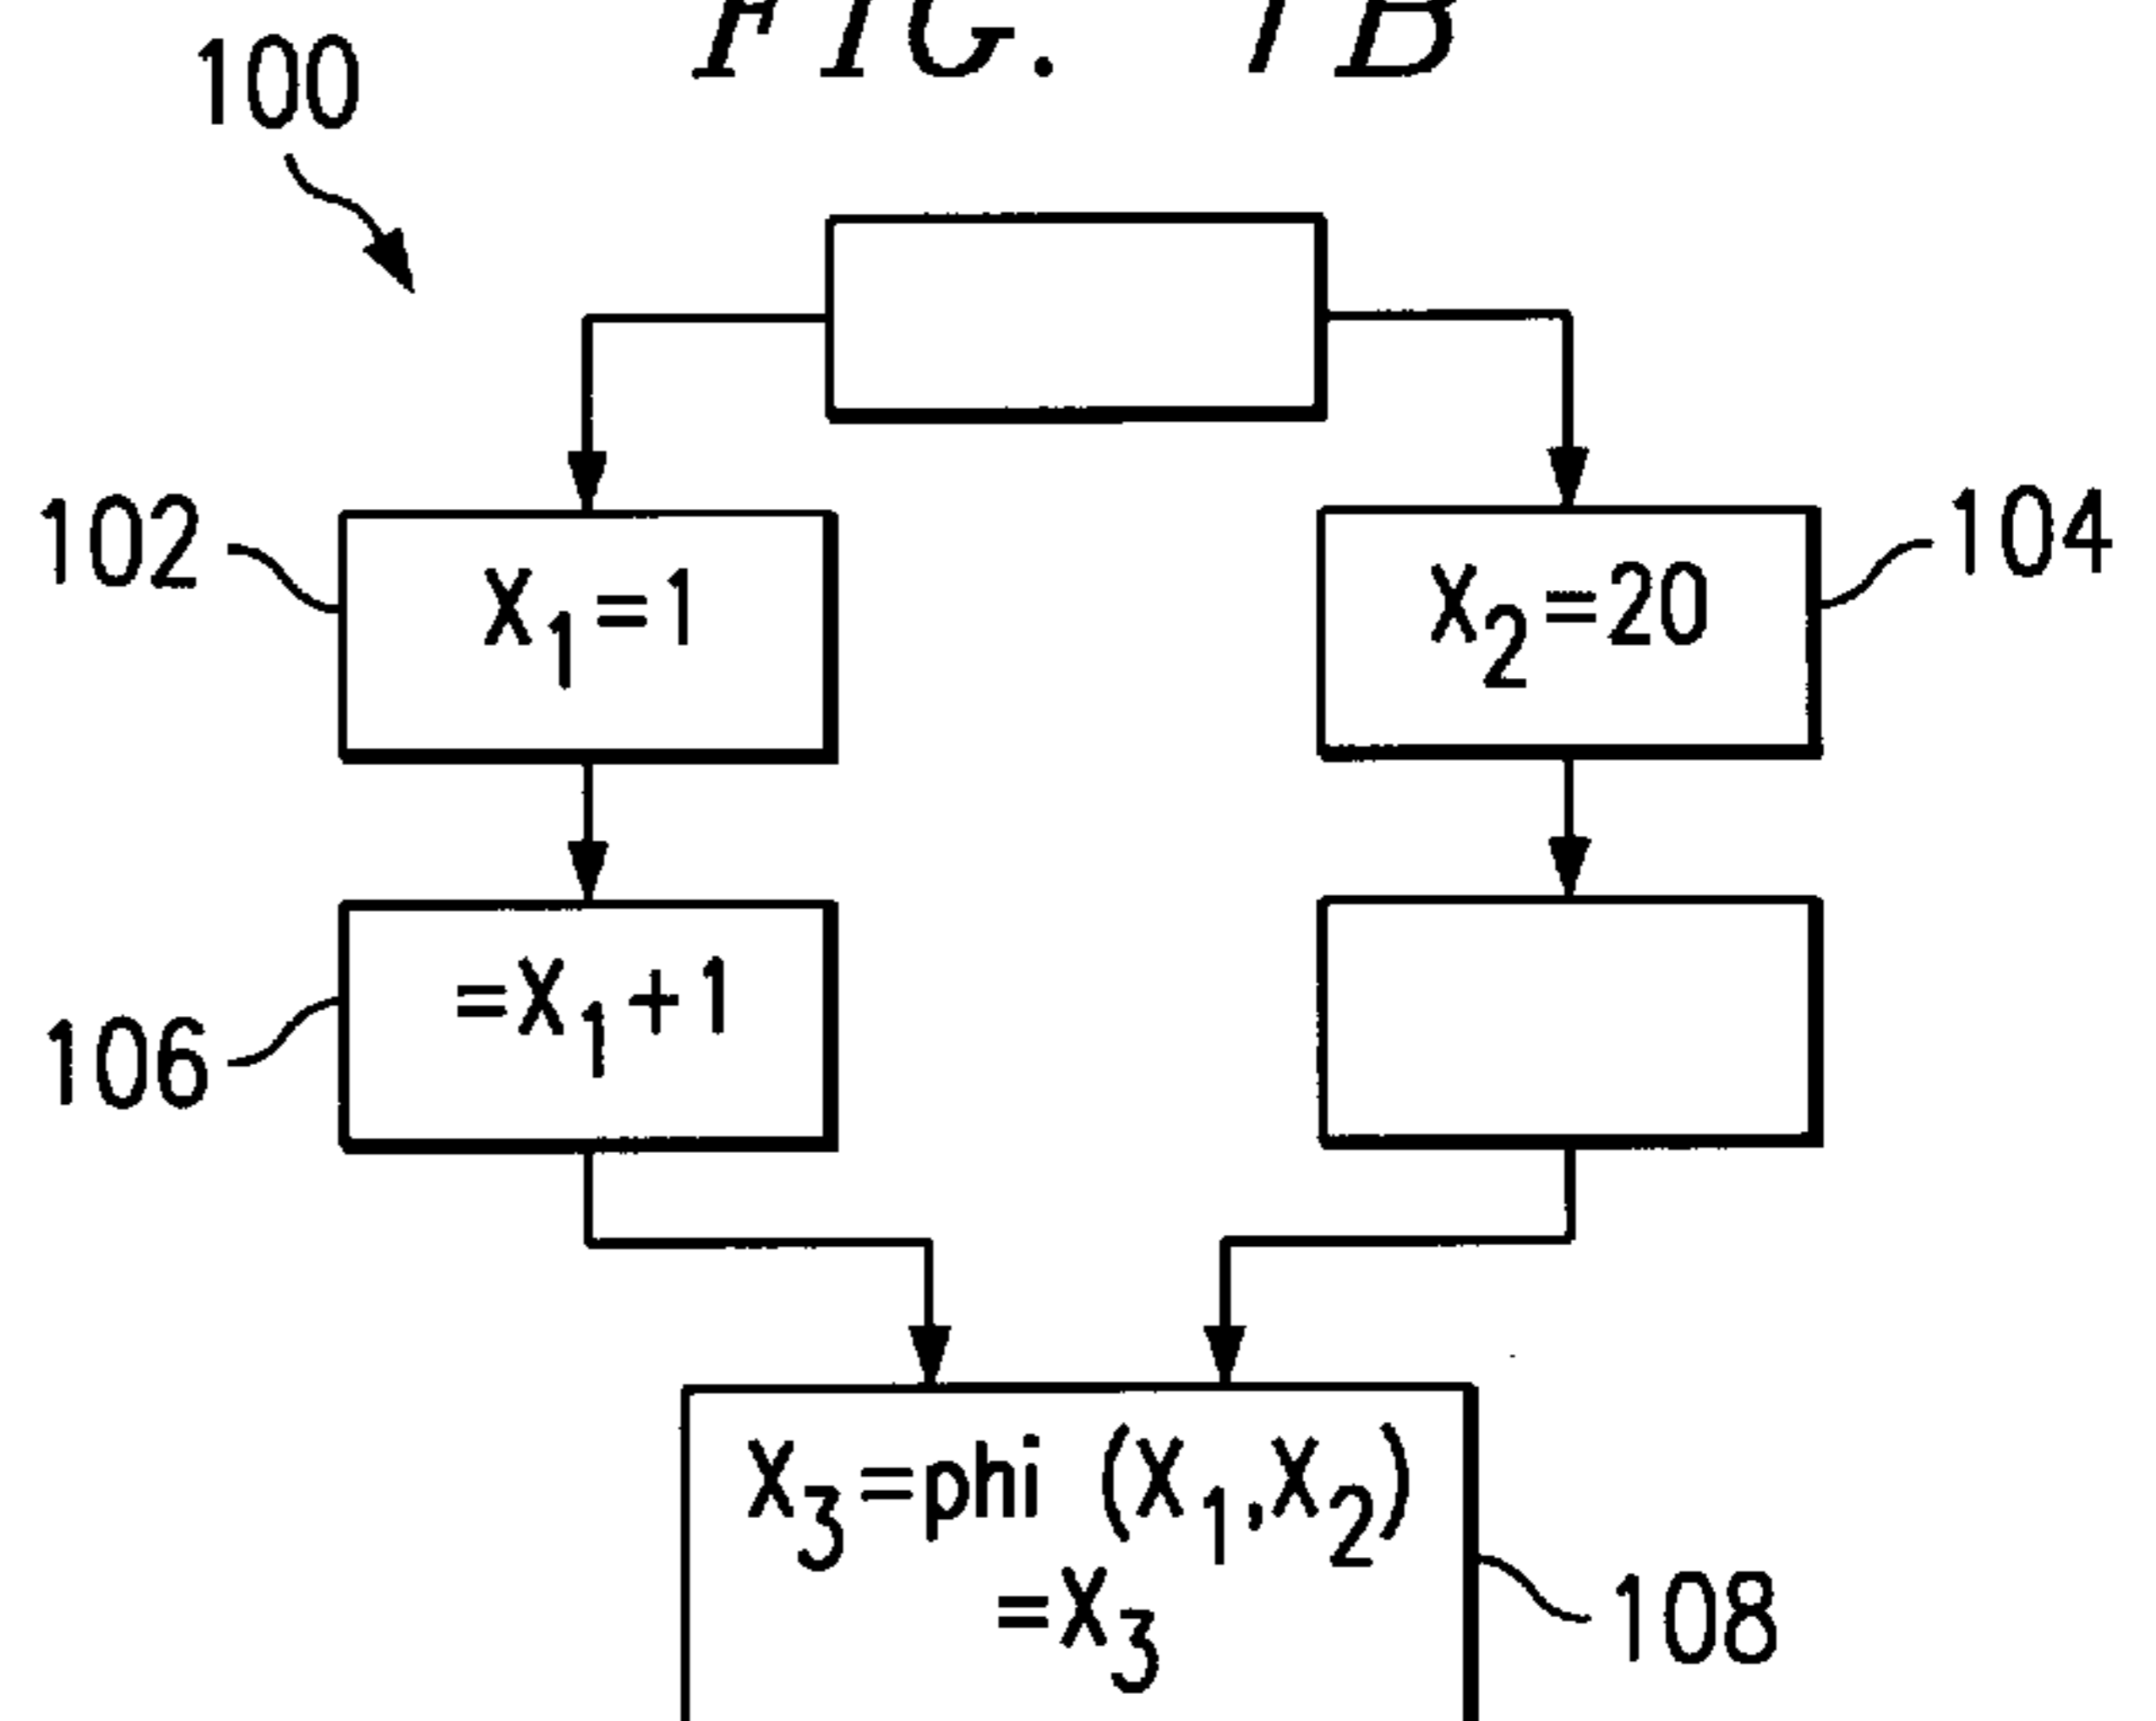 FIG. 1B
100
102
X1=1
X2=20
104
=X1+1
106
X3=phi (X1,X2)
=X3
108